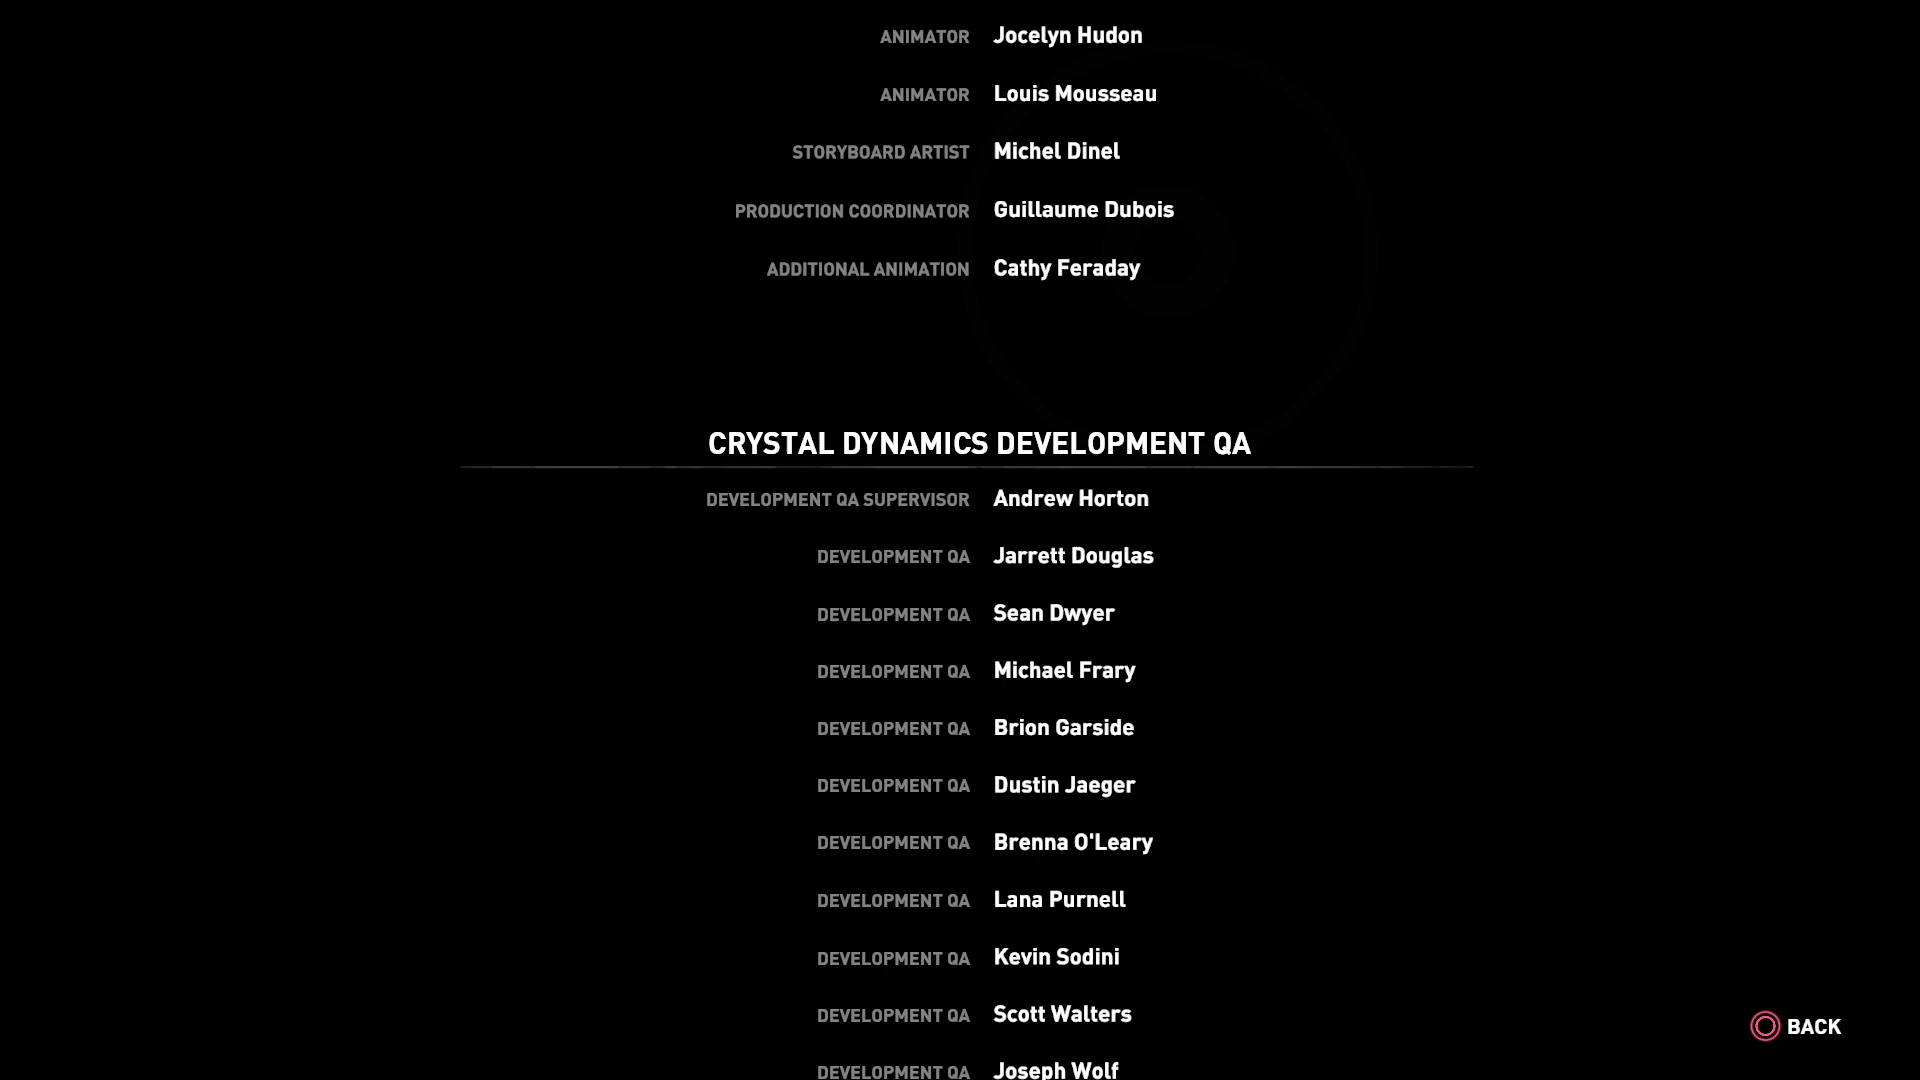 ANIMATOR Jocelyn Hudon
ANIMATOR Louis Mousseau
STORYBOARD ARTIST Michel Dinel
PRODUCTION COORDINATOR Guillaume Dubois
ADDITIONAL ANIMATION Cathy Feraday
CRYSTAL DYNAMICS DEVELOPMENT QA
DEVELOPMENT QA SUPERVISOR Andrew Horton
DEVELOPMENT QA Jarrett Douglas
DEVELOPMENT QA Sean Dwyer
DEVELOPMENT QA Michael Frary
DEVELOPMENT QA Brion Garside
DEVELOPMENT QA Dustin Jaeger
DEVELOPMENT QA Brenna O'Leary
DEVELOPMENT QA Lana Purnell
DEVELOPMENT QA Kevin Sodini
DEVELOPMENT QA Scott Walters
BACK
DEVELOPMENT QA Joseph Wolf